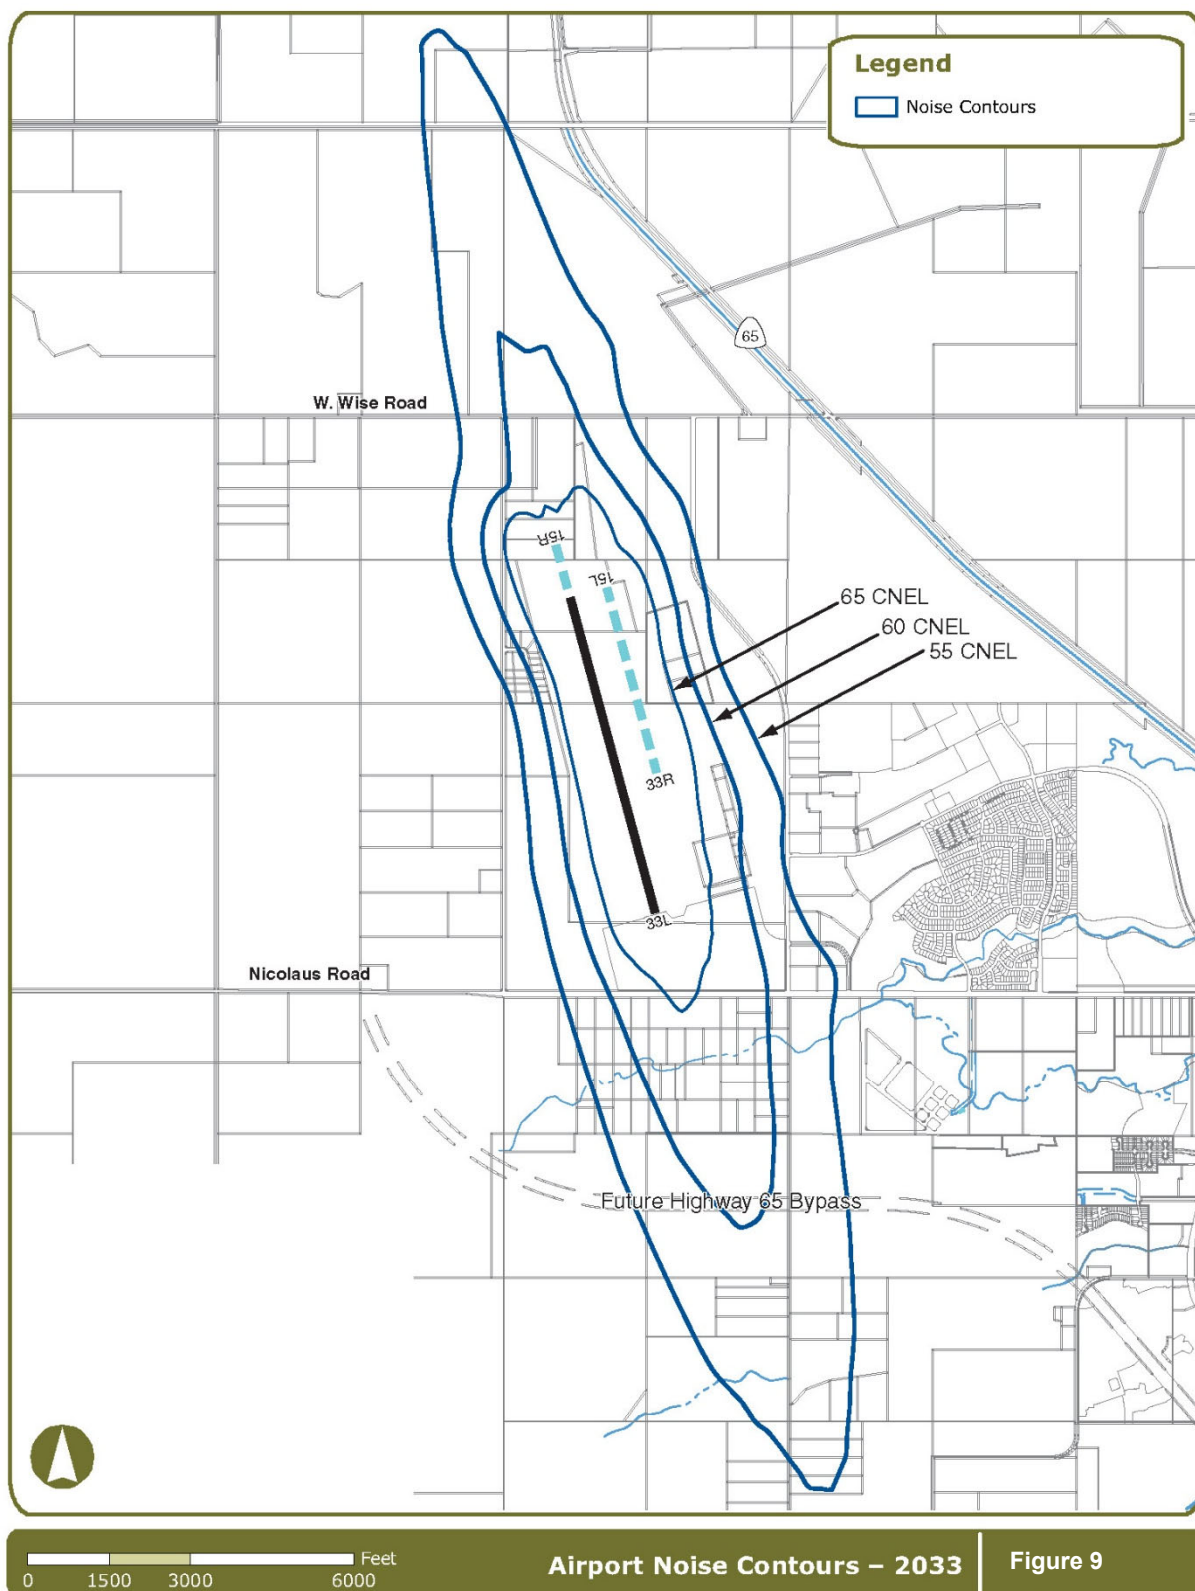 Legend
Noise Contours
65
W. Wise Road
15R
15L
65 CNEL
60 CNEL
55 CNEL
33R
33L
Nicolaus Road
Future Highway 65 Bypass
Feet
0 1500 3000 6000
Airport Noise Contours – 2033
Figure 9